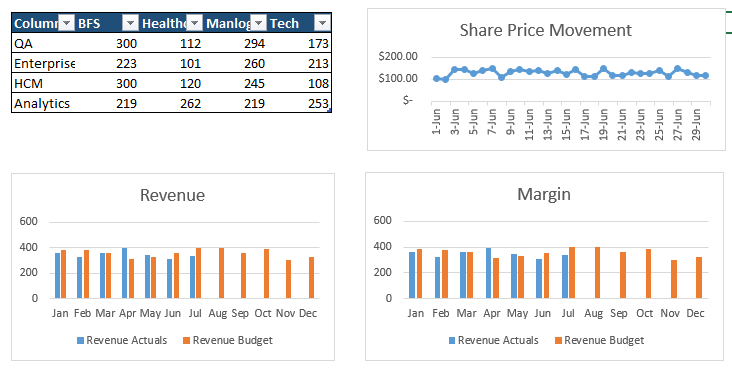 Column BFS Healthc Manlog Tech
QA 300 112 294 173
Enterprise 223 101 260 213
HCM 300 120 245 108
Analytics 219 262 219 253
Share Price Movement
$200.00
$100.00
$-
1-Jun 3-Jun 5-Jun 7-Jun 9-Jun 11-Jun 13-Jun 15-Jun 17-Jun 19-Jun 21-Jun 23-Jun 25-Jun 27-Jun 29-Jun
Revenue
600
400
200
0
Jan Feb Mar Apr May Jun Jul Aug Sep Oct Nov Dec
Revenue Actuals Revenue Budget
Margin
600
400
200
0
Jan Feb Mar Apr May Jun Jul Aug Sep Oct Nov Dec
Revenue Actuals Revenue Budget